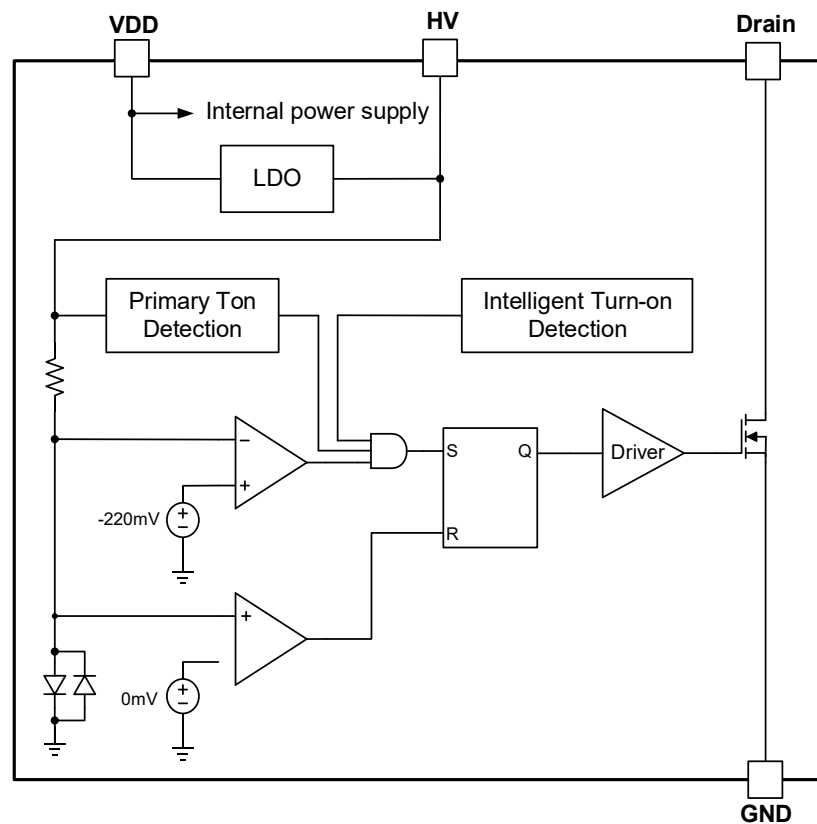 VDD
HV
Drain
Internal power supply
LDO
Primary Ton
Detection
Intelligent Turn-on
Detection
−
+
-220mV
+
−
S
Q
R
Driver
+
0mV
+
−
GND